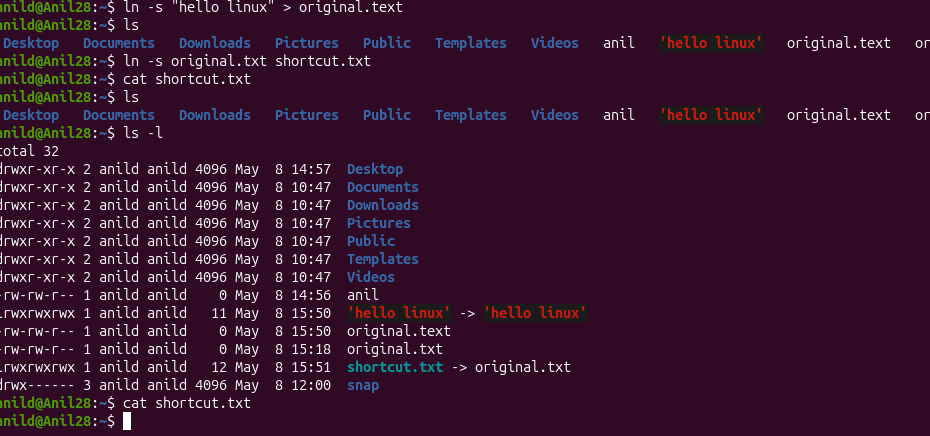 anild@Anil28:~$ ln -s "hello linux" > original.text
anild@Anil28:~$ ls
Desktop Documents Downloads Pictures Public Templates Videos anil 'hello linux' original.text or
anild@Anil28:~$ ln -s original.txt shortcut.txt
anild@Anil28:~$ cat shortcut.txt
anild@Anil28:~$ ls
Desktop Documents Downloads Pictures Public Templates Videos anil 'hello linux' original.text or
anild@Anil28:~$ ls -l
total 32
drwxr-xr-x 2 anild anild 4096 May 8 14:57 Desktop
drwxr-xr-x 2 anild anild 4096 May 8 10:47 Documents
drwxr-xr-x 2 anild anild 4096 May 8 10:47 Downloads
drwxr-xr-x 2 anild anild 4096 May 8 10:47 Pictures
drwxr-xr-x 2 anild anild 4096 May 8 10:47 Public
drwxr-xr-x 2 anild anild 4096 May 8 10:47 Templates
drwxr-xr-x 2 anild anild 4096 May 8 10:47 Videos
-rw-rw-r-- 1 anild anild 0 May 8 14:56 anil
lrwxrwxrwx 1 anild anild 11 May 8 15:50 'hello linux' -> 'hello linux'
-rw-rw-r-- 1 anild anild 0 May 8 15:50 original.text
-rw-rw-r-- 1 anild anild 0 May 8 15:18 original.txt
lrwxrwxrwx 1 anild anild 12 May 8 15:51 shortcut.txt -> original.txt
drwx------ 3 anild anild 4096 May 8 12:00 snap
anild@Anil28:~$ cat shortcut.txt
anild@Anil28:~$